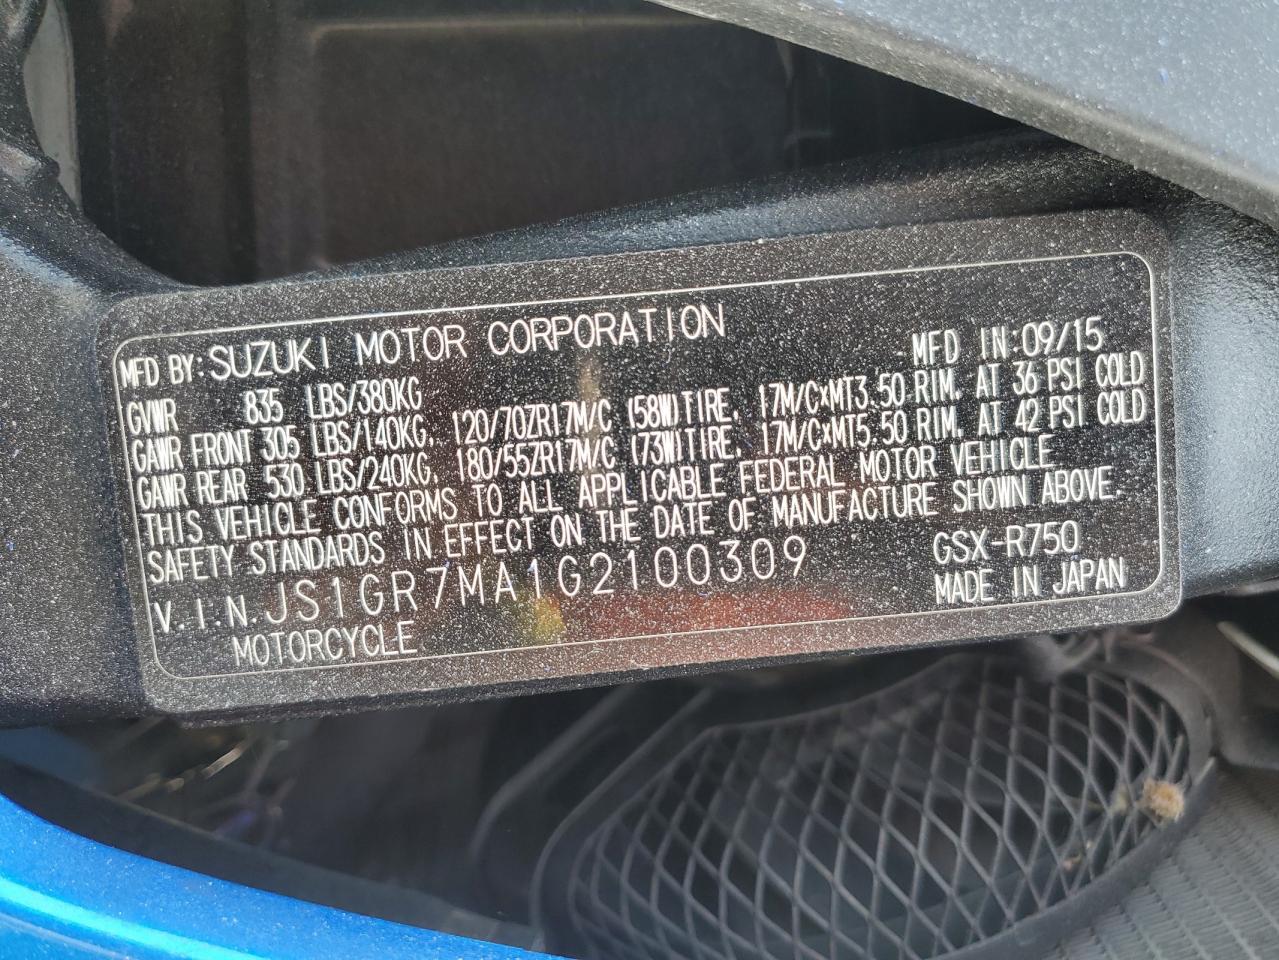 MFD BY: SUZUKI MOTOR CORPORATION MFD IN:09/15
GVWR 835 LBS/380KG
GAWR FRONT 305 LBS/140KG, 120/70ZR17M/C (58W)TIRE, 17M/C×MT3.50 RIM, AT 36 PSI COLD
GAWR REAR 530 LBS/240KG, 180/55ZR17M/C (73W)TIRE, 17M/C×MT5.50 RIM, AT 42 PSI COLD
THIS VEHICLE CONFORMS TO ALL APPLICABLE FEDERAL MOTOR VEHICLE
SAFETY STANDARDS IN EFFECT ON THE DATE OF MANUFACTURE SHOWN ABOVE.
V.I.N.JS1GR7MA1G2100309 GSX-R750
MOTORCYCLE MADE IN JAPAN